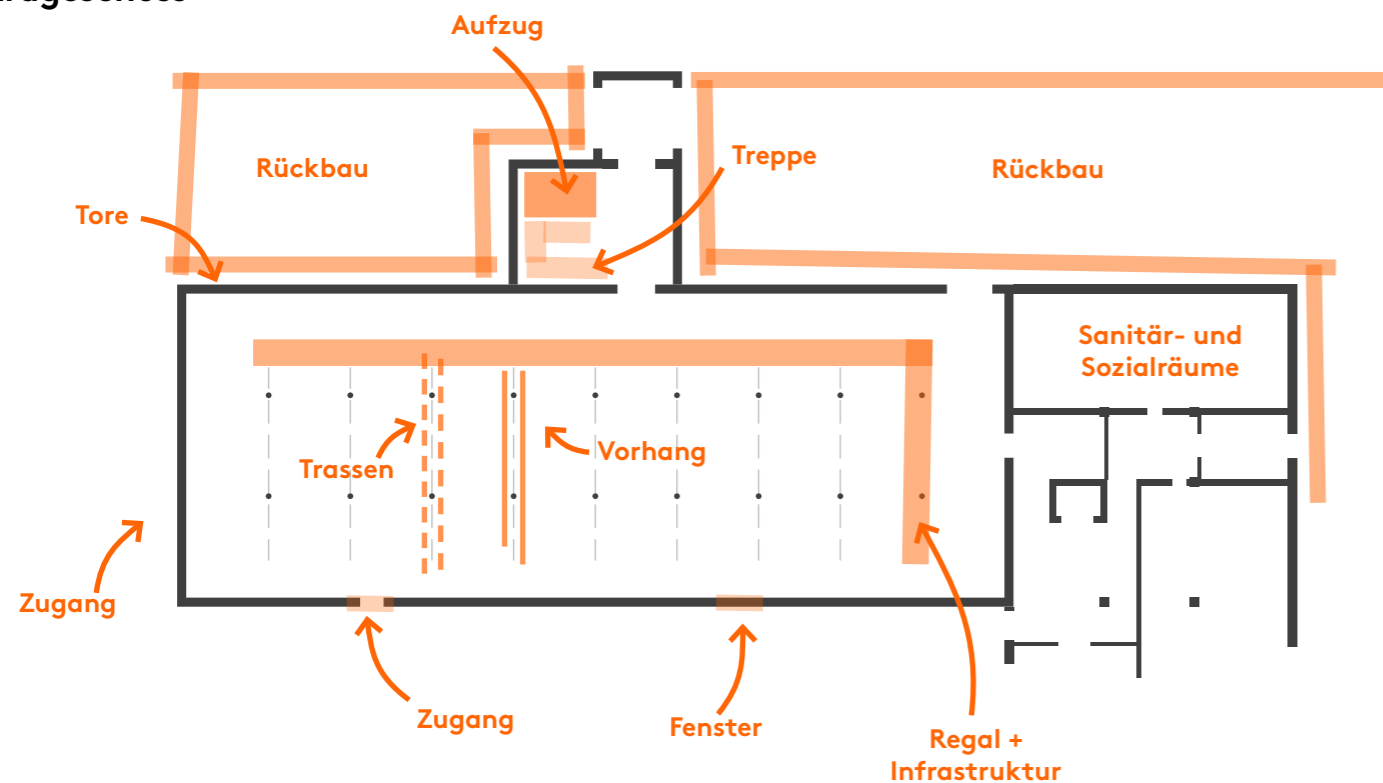 Aufzug
Rückbau
Treppe
Rückbau
Tore
Sanitär- und
Sozialräume
Trassen
Vorhang
Zugang
Zugang
Fenster
Regal +
Infrastruktur